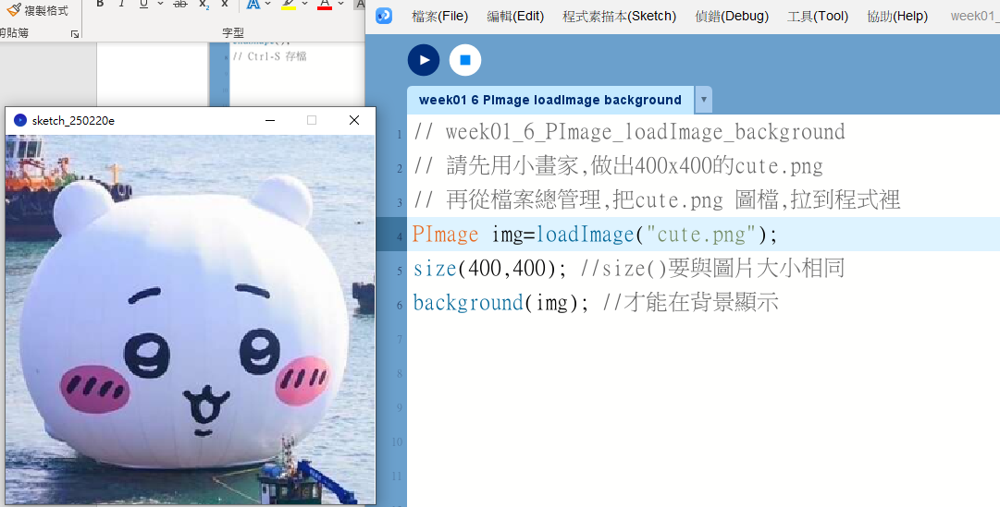 複製格式
B I U x₂ x A A A
剪貼簿
字型
// Ctrl-S 存檔
檔案(File) 編輯(Edit) 程式素描本(Sketch) 偵錯(Debug) 工具(Tool) 協助(Help) week01_
week01 6 PImage loadImage background
sketch_250220e
1 // week01_6_PImage_loadImage_background
2 // 請先用小畫家,做出400x400的cute.png
3 // 再從檔案總管理,把cute.png 圖檔,拉到程式裡
4 PImage img=loadImage("cute.png");
5 size(400,400); //size()要與圖片大小相同
6 background(img); //才能在背景顯示
7
8
9
10
11